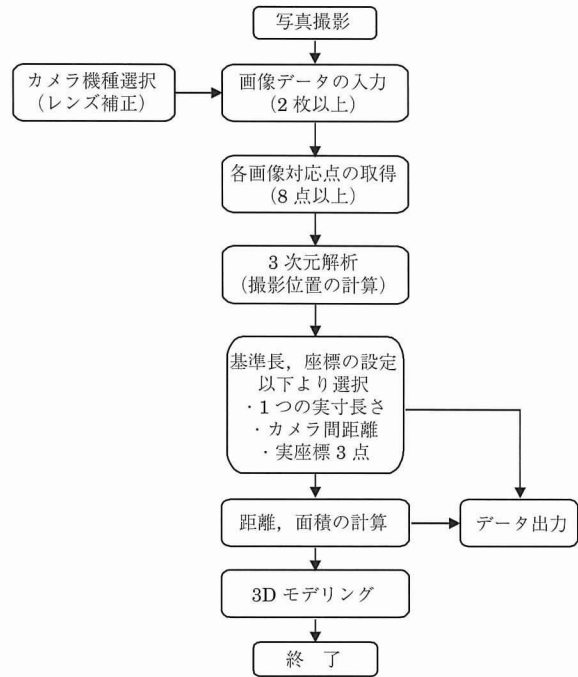 写真撮影
カメラ機種選択
（レンズ補正）
画像データの入力
（2 枚以上）
各画像対応点の取得
（8 点以上）
3 次元解析
（撮影位置の計算）
基準長，座標の設定
以下より選択
・1 つの実寸長さ
・カメラ間距離
・実座標 3 点
距離，面積の計算
データ出力
3D モデリング
終　了